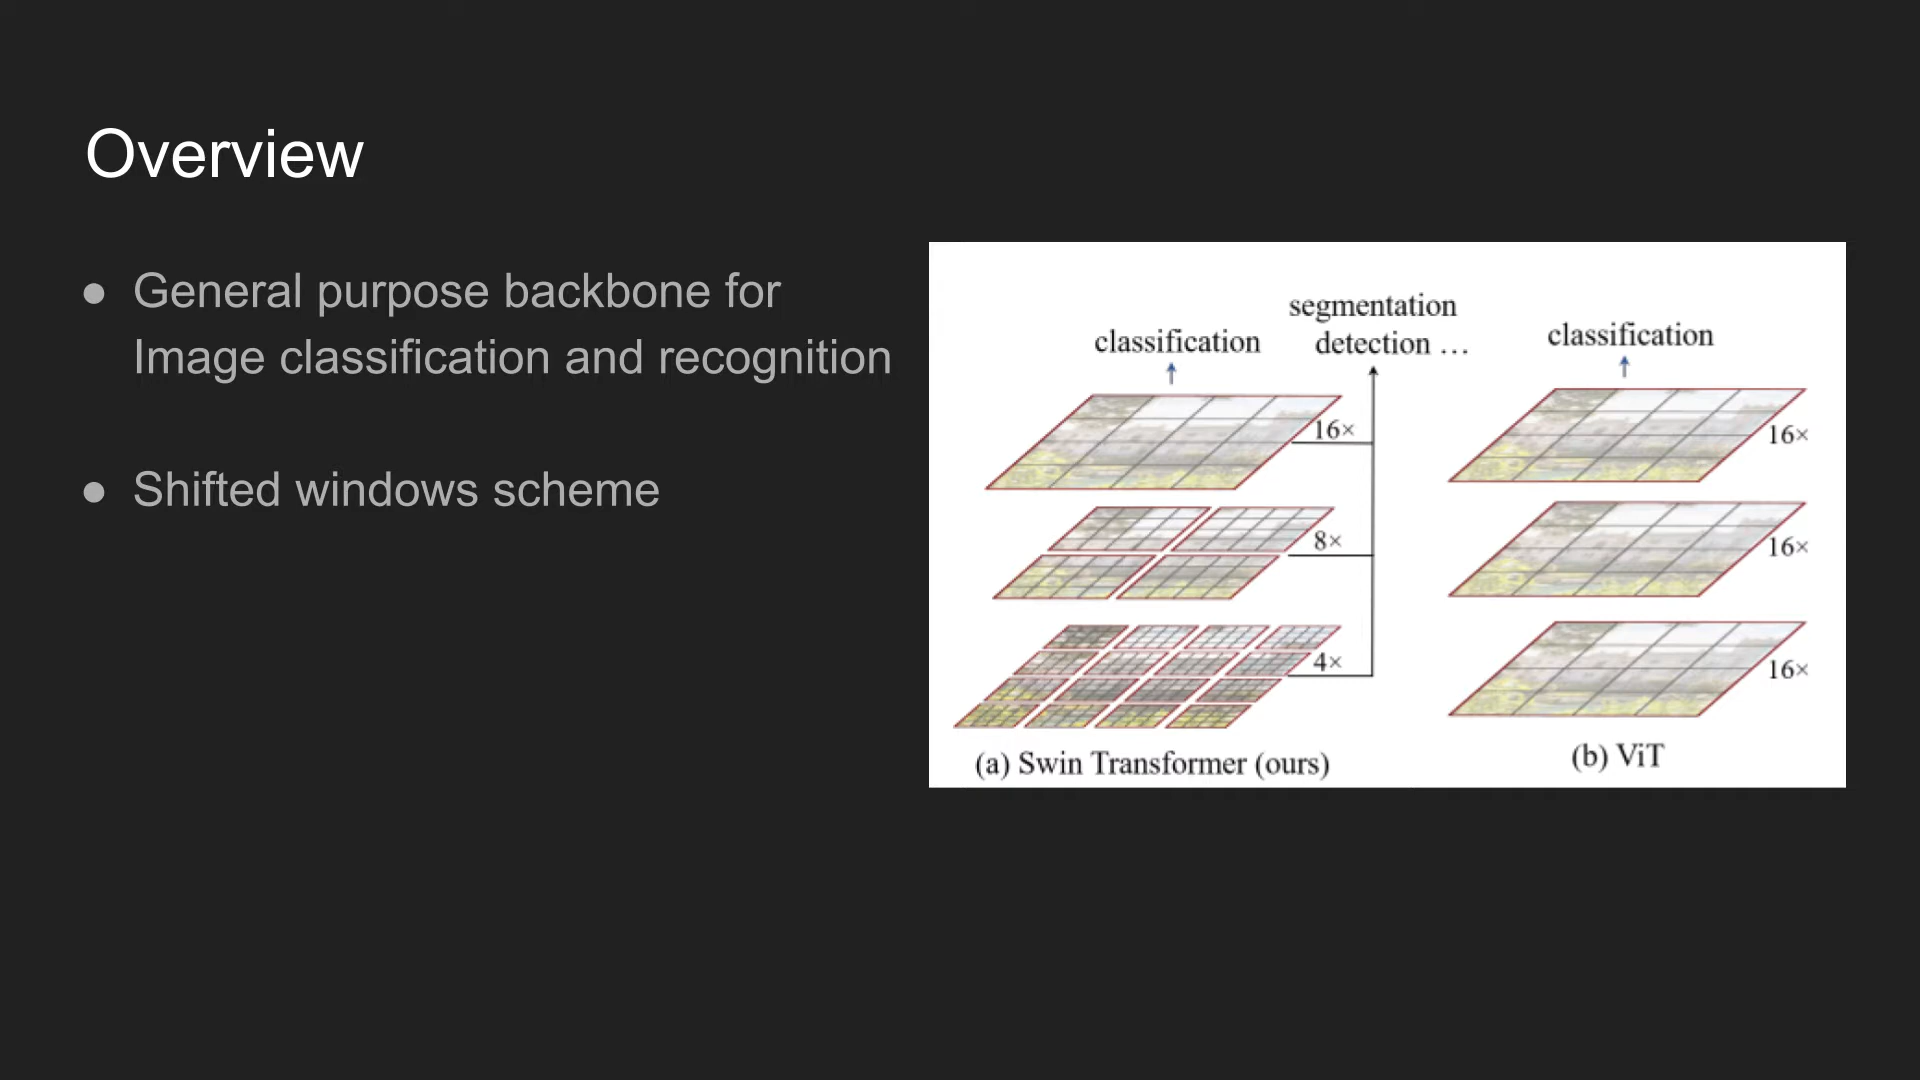 Overview
● General purpose backbone for
Image classification and recognition
● Shifted windows scheme
segmentation
detection …
classification
16×
8×
4×
(a) Swin Transformer (ours)
classification
16×
16×
16×
(b) ViT